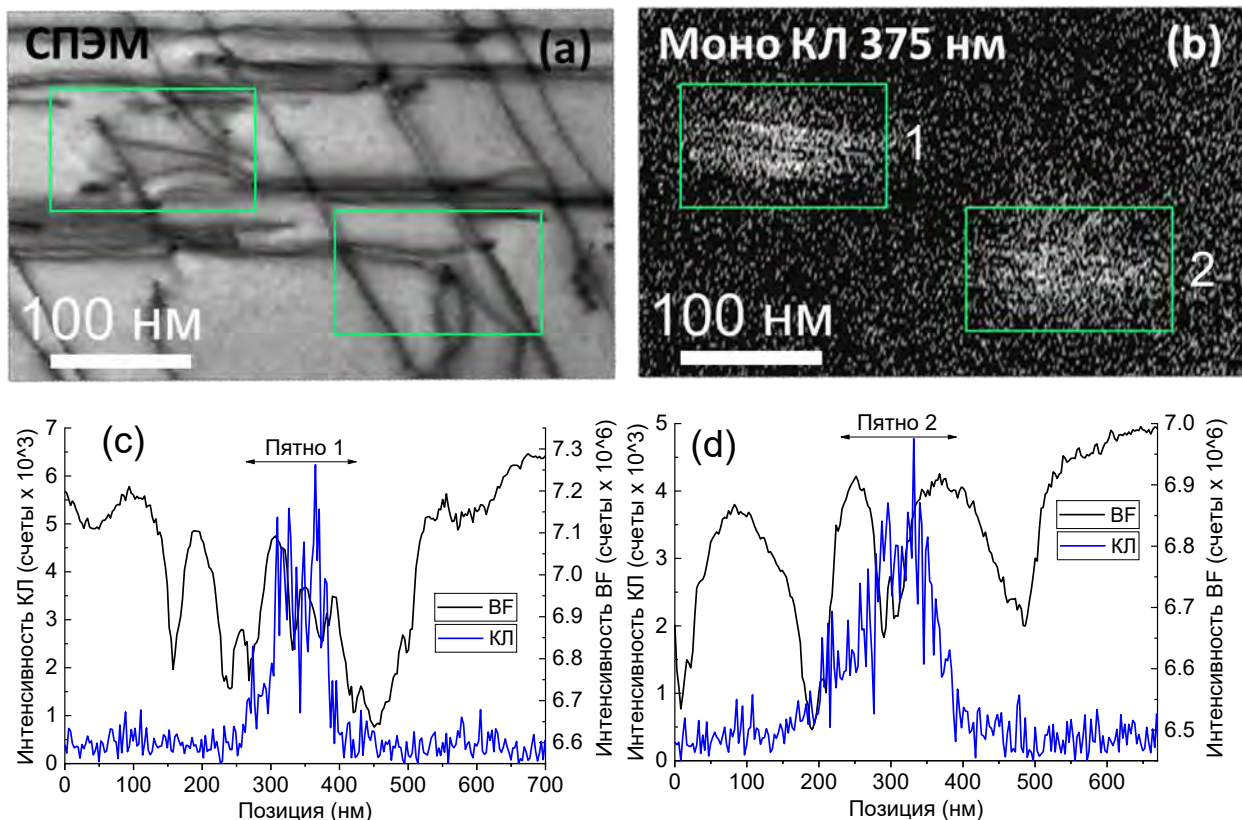 СПЭМ (a)
100 нм
Моно КЛ 375 нм (b)
1
2
100 нм
(c)
Пятно 1
BF
КЛ
Интенсивность КЛ (счеты x 10^3)
0 1 2 3 4 5 6 7
Интенсивность BF (счеты x 10^6)
6.6 6.7 6.8 6.9 7.0 7.1 7.2 7.3
0 100 200 300 400 500 600 700
Позиция (нм)
(d)
Пятно 2
BF
КЛ
Интенсивность КЛ (счеты x 10^3)
0 1 2 3 4 5
Интенсивность BF (счеты x 10^6)
6.5 6.6 6.7 6.8 6.9 7.0
0 100 200 300 400 500 600
Позиция (нм)